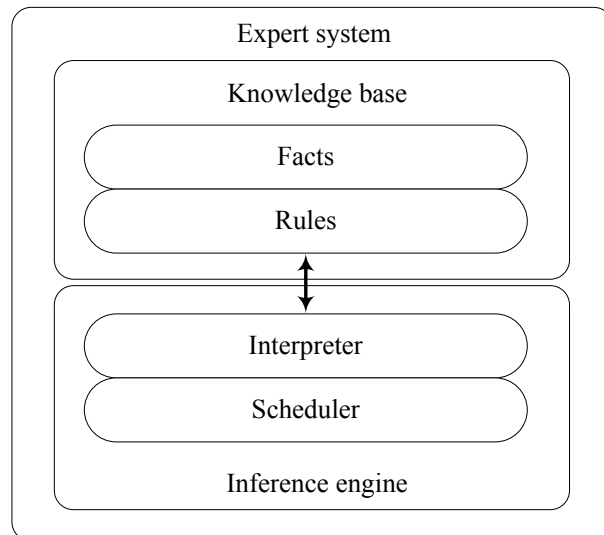 Expert system
Knowledge base
Facts
Rules
Interpreter
Scheduler
Inference engine